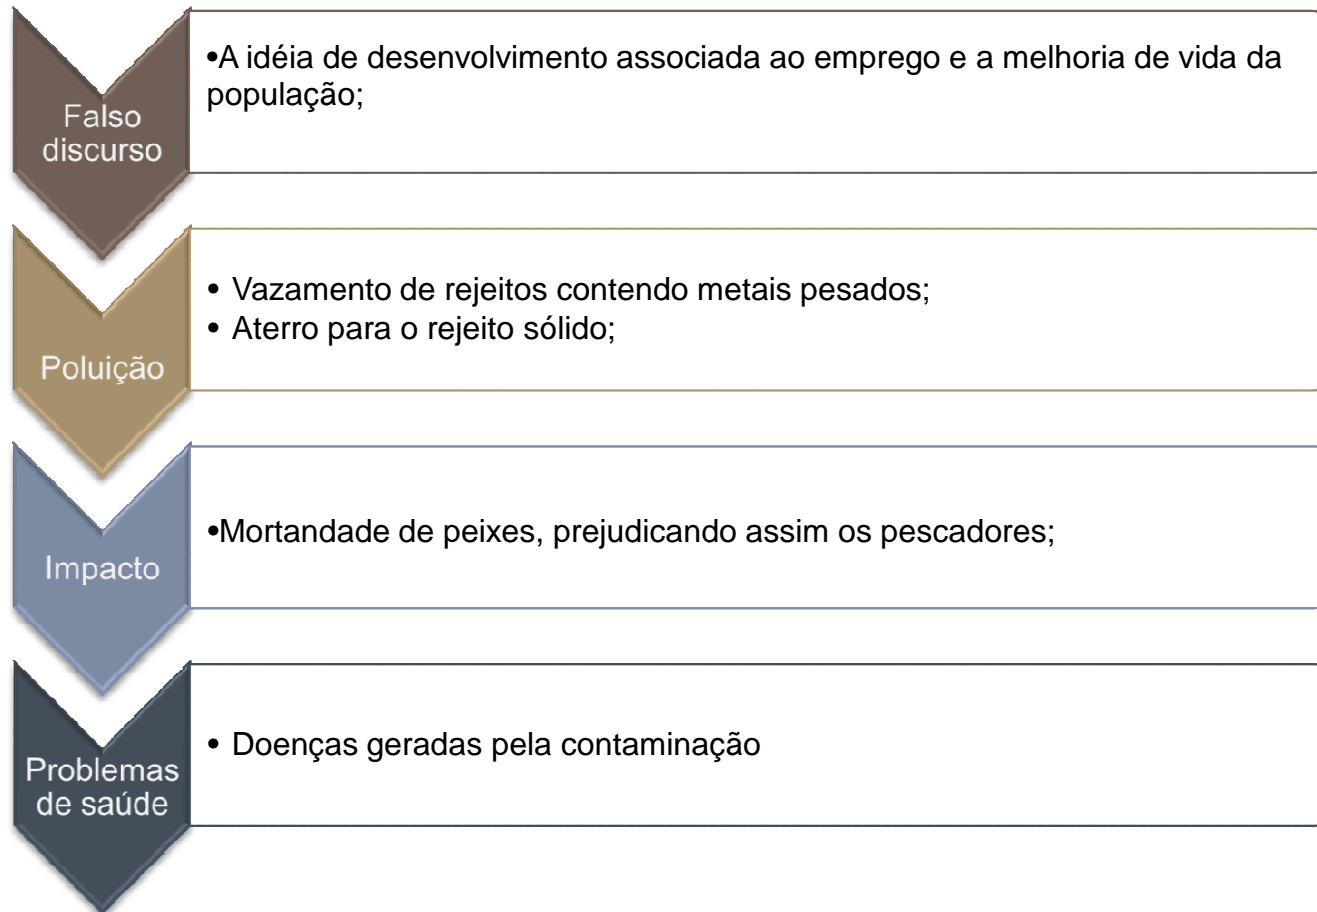 Falso
discurso
•A idéia de desenvolvimento associada ao emprego e a melhoria de vida da
população;
Poluição
• Vazamento de rejeitos contendo metais pesados;
• Aterro para o rejeito sólido;
Impacto
•Mortandade de peixes, prejudicando assim os pescadores;
Problemas
de saúde
• Doenças geradas pela contaminação